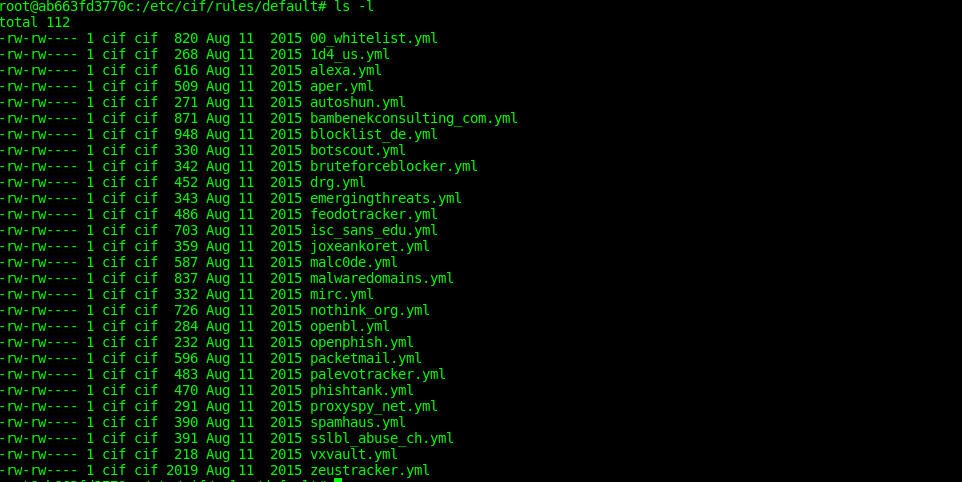 root@ab663fd3770c:/etc/cif/rules/default# ls -l
total 112
-rw-rw---- 1 cif cif  820 Aug 11  2015 00_whitelist.yml
-rw-rw---- 1 cif cif  268 Aug 11  2015 1d4_us.yml
-rw-rw---- 1 cif cif  616 Aug 11  2015 alexa.yml
-rw-rw---- 1 cif cif  509 Aug 11  2015 aper.yml
-rw-rw---- 1 cif cif  271 Aug 11  2015 autoshun.yml
-rw-rw---- 1 cif cif  871 Aug 11  2015 bambenekconsulting_com.yml
-rw-rw---- 1 cif cif  948 Aug 11  2015 blocklist_de.yml
-rw-rw---- 1 cif cif  330 Aug 11  2015 botscout.yml
-rw-rw---- 1 cif cif  342 Aug 11  2015 bruteforceblocker.yml
-rw-rw---- 1 cif cif  452 Aug 11  2015 drg.yml
-rw-rw---- 1 cif cif  343 Aug 11  2015 emergingthreats.yml
-rw-rw---- 1 cif cif  486 Aug 11  2015 feodotracker.yml
-rw-rw---- 1 cif cif  703 Aug 11  2015 isc_sans_edu.yml
-rw-rw---- 1 cif cif  359 Aug 11  2015 joxeankoret.yml
-rw-rw---- 1 cif cif  587 Aug 11  2015 malc0de.yml
-rw-rw---- 1 cif cif  837 Aug 11  2015 malwaredomains.yml
-rw-rw---- 1 cif cif  332 Aug 11  2015 mirc.yml
-rw-rw---- 1 cif cif  726 Aug 11  2015 nothink_org.yml
-rw-rw---- 1 cif cif  284 Aug 11  2015 openbl.yml
-rw-rw---- 1 cif cif  232 Aug 11  2015 openphish.yml
-rw-rw---- 1 cif cif  596 Aug 11  2015 packetmail.yml
-rw-rw---- 1 cif cif  483 Aug 11  2015 palevotracker.yml
-rw-rw---- 1 cif cif  470 Aug 11  2015 phishtank.yml
-rw-rw---- 1 cif cif  291 Aug 11  2015 proxyspy_net.yml
-rw-rw---- 1 cif cif  390 Aug 11  2015 spamhaus.yml
-rw-rw---- 1 cif cif  391 Aug 11  2015 sslbl_abuse_ch.yml
-rw-rw---- 1 cif cif  218 Aug 11  2015 vxvault.yml
-rw-rw---- 1 cif cif 2019 Aug 11  2015 zeustracker.yml